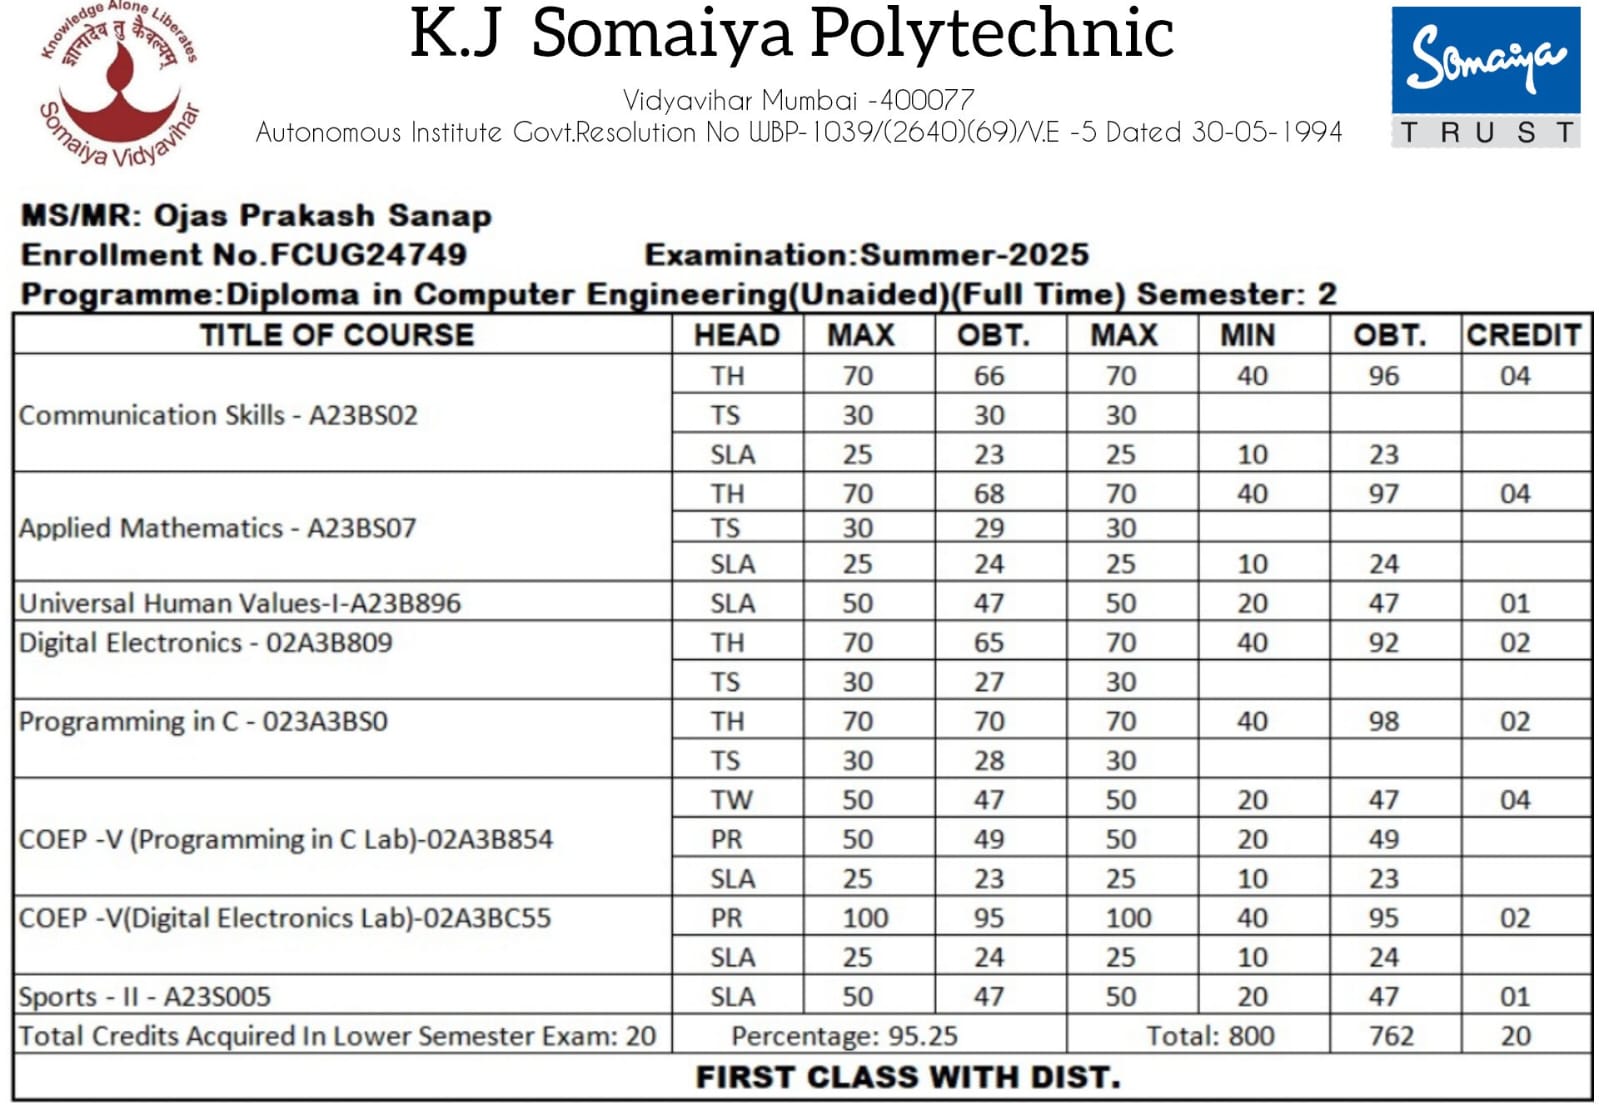 Knowledge Alone Liberates
ज्ञानादेव तु कैवल्यम्
Somaiya Vidyavihar
K.J Somaiya Polytechnic
Vidyavihar Mumbai -400077
Autonomous Institute Govt.Resolution No WBP-1039/(2640)(69)/V.E -5 Dated 30-05-1994
Somaiya
TRUST
MS/MR: Ojas Prakash Sanap
Enrollment No.FCUG24749 Examination:Summer-2025
Programme:Diploma in Computer Engineering(Unaided)(Full Time) Semester: 2
TITLE OF COURSE HEAD MAX OBT. MAX MIN OBT. CREDIT
TH 70 66 70 40 96 04
Communication Skills - A23BS02 TS 30 30 30
SLA 25 23 25 10 23
TH 70 68 70 40 97 04
Applied Mathematics - A23BS07 TS 30 29 30
SLA 25 24 25 10 24
Universal Human Values-I-A23B896 SLA 50 47 50 20 47 01
Digital Electronics - 02A3B809 TH 70 65 70 40 92 02
TS 30 27 30
Programming in C - 023A3BS0 TH 70 70 70 40 98 02
TS 30 28 30
TW 50 47 50 20 47 04
COEP -V (Programming in C Lab)-02A3B854 PR 50 49 50 20 49
SLA 25 23 25 10 23
COEP -V(Digital Electronics Lab)-02A3BC55 PR 100 95 100 40 95 02
SLA 25 24 25 10 24
Sports - II - A23S005 SLA 50 47 50 20 47 01
Total Credits Acquired In Lower Semester Exam: 20 Percentage: 95.25 Total: 800 762 20
FIRST CLASS WITH DIST.